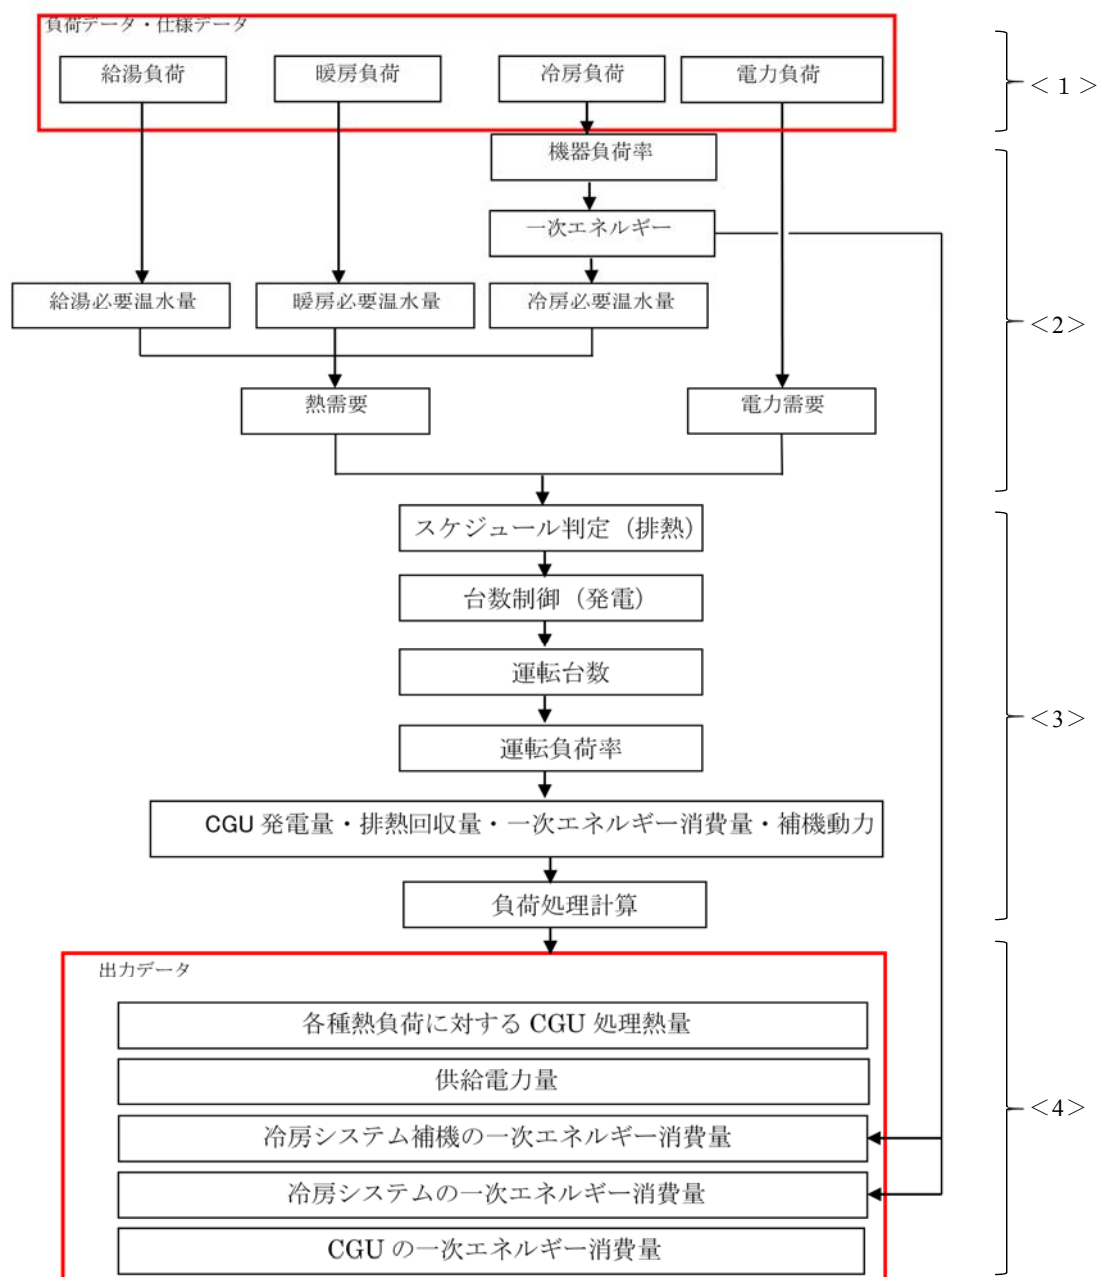 負荷データ・仕様データ
給湯負荷
暖房負荷
冷房負荷
電力負荷
<1>
機器負荷率
一次エネルギー
給湯必要温水量
暖房必要温水量
冷房必要温水量
<2>
熱需要
電力需要
スケジュール判定（排熱）
台数制御（発電）
運転台数
運転負荷率
<3>
CGU 発電量・排熱回収量・一次エネルギー消費量・補機動力
負荷処理計算
出力データ
各種熱負荷に対する CGU 処理熱量
供給電力量
<4>
冷房システム補機の一次エネルギー消費量
冷房システムの一次エネルギー消費量
CGU の一次エネルギー消費量